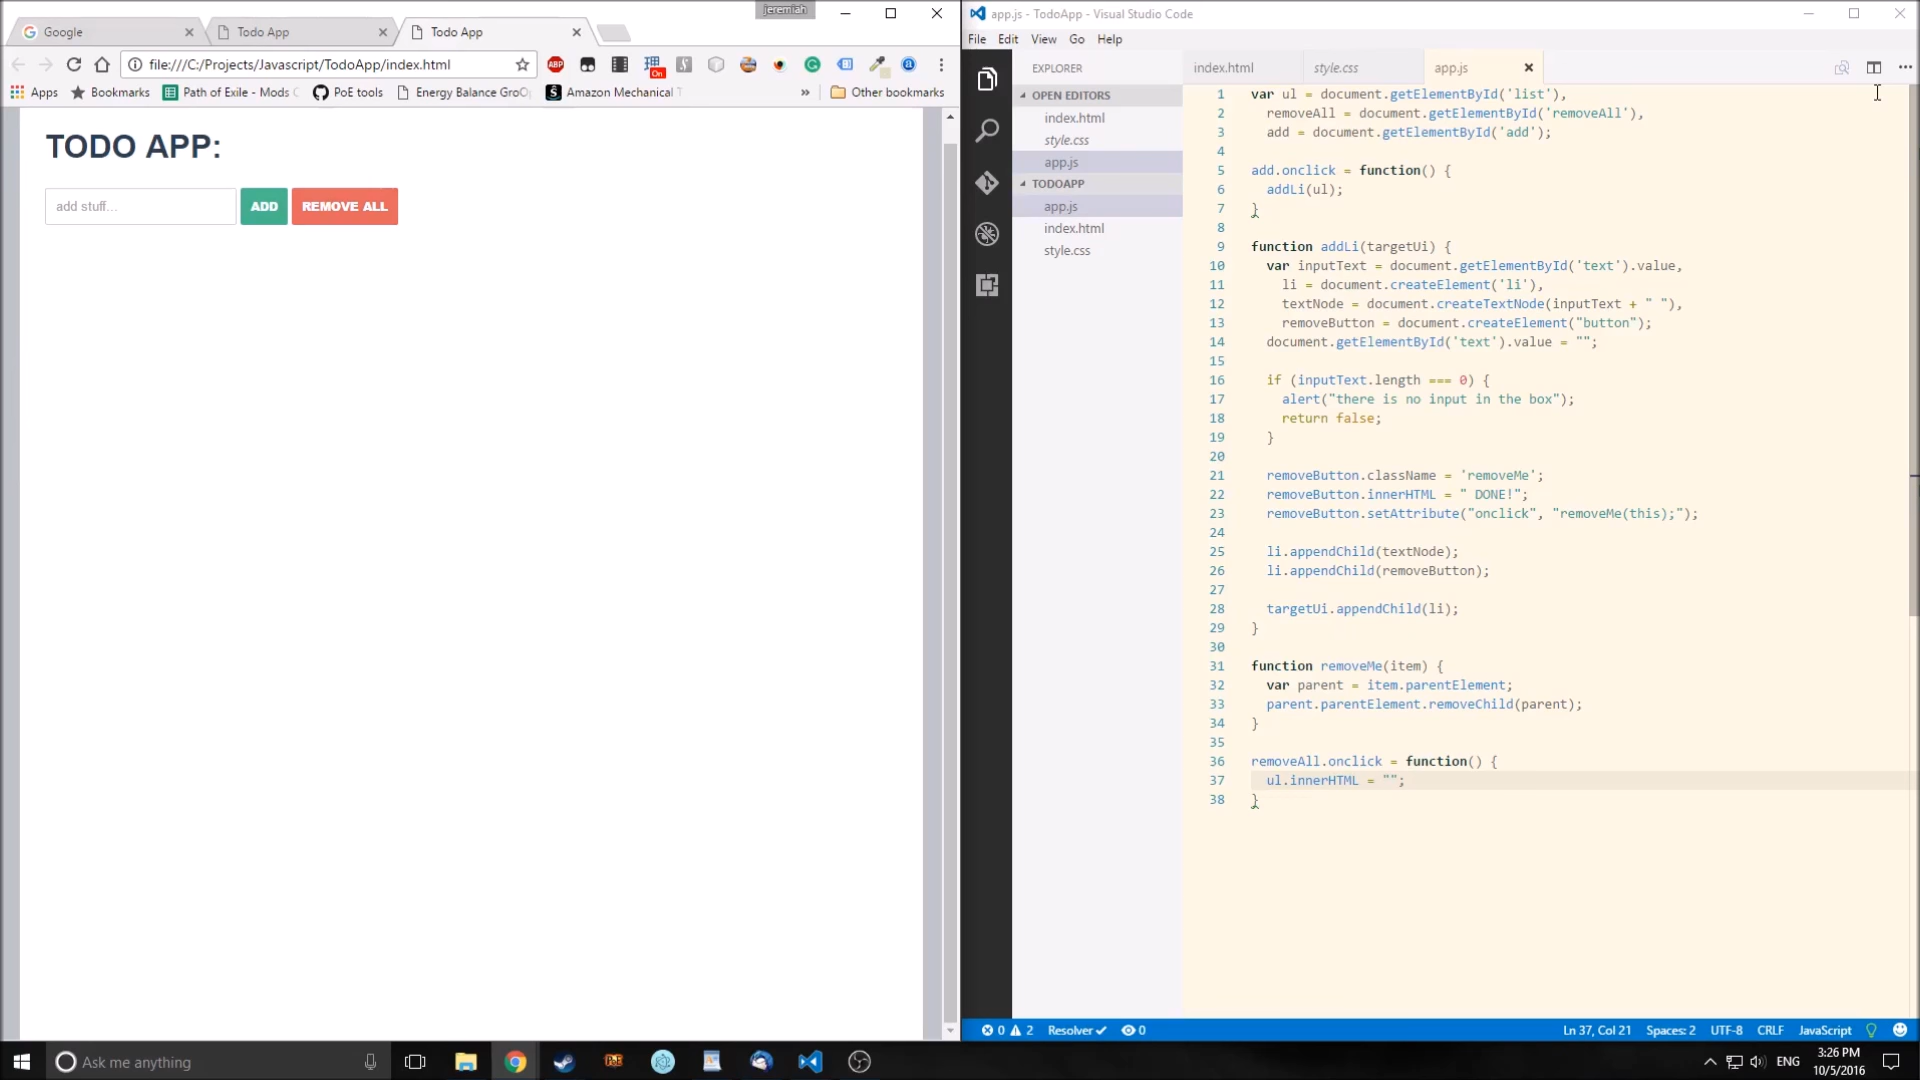 jeremiah
Google
Todo App
Todo App
file:///C:/Projects/Javascript/TodoApp/index.html
ABP
On
Apps
Bookmarks
Path of Exile - Mods
PoE tools
Energy Balance Gro
Amazon Mechanical
»
Other bookmarks
TODO APP:
add stuff...
ADD
REMOVE ALL
app.js - TodoApp - Visual Studio Code
File Edit View Go Help
EXPLORER
OPEN EDITORS
index.html
style.css
app.js
TODOAPP
app.js
index.html
style.css
index.html
style.css
app.js
1 var ul = document.getElementById('list'),
2 removeAll = document.getElementById('removeAll'),
3 add = document.getElementById('add');
4
5 add.onclick = function() {
6 addLi(ul);
7 }
8
9 function addLi(targetUi) {
10 var inputText = document.getElementById('text').value,
11 li = document.createElement('li'),
12 textNode = document.createTextNode(inputText + " "),
13 removeButton = document.createElement("button");
14 document.getElementById('text').value = "";
15
16 if (inputText.length === 0) {
17 alert("there is no input in the box");
18 return false;
19 }
20
21 removeButton.className = 'removeMe';
22 removeButton.innerHTML = " DONE!";
23 removeButton.setAttribute("onclick", "removeMe(this);");
24
25 li.appendChild(textNode);
26 li.appendChild(removeButton);
27
28 targetUi.appendChild(li);
29 }
30
31 function removeMe(item) {
32 var parent = item.parentElement;
33 parent.parentElement.removeChild(parent);
34 }
35
36 removeAll.onclick = function() {
37 ul.innerHTML = "";
38 }
0 2 Resolver 0
Ln 37, Col 21 Spaces: 2 UTF-8 CRLF JavaScript
Ask me anything
ENG
3:26 PM
10/5/2016